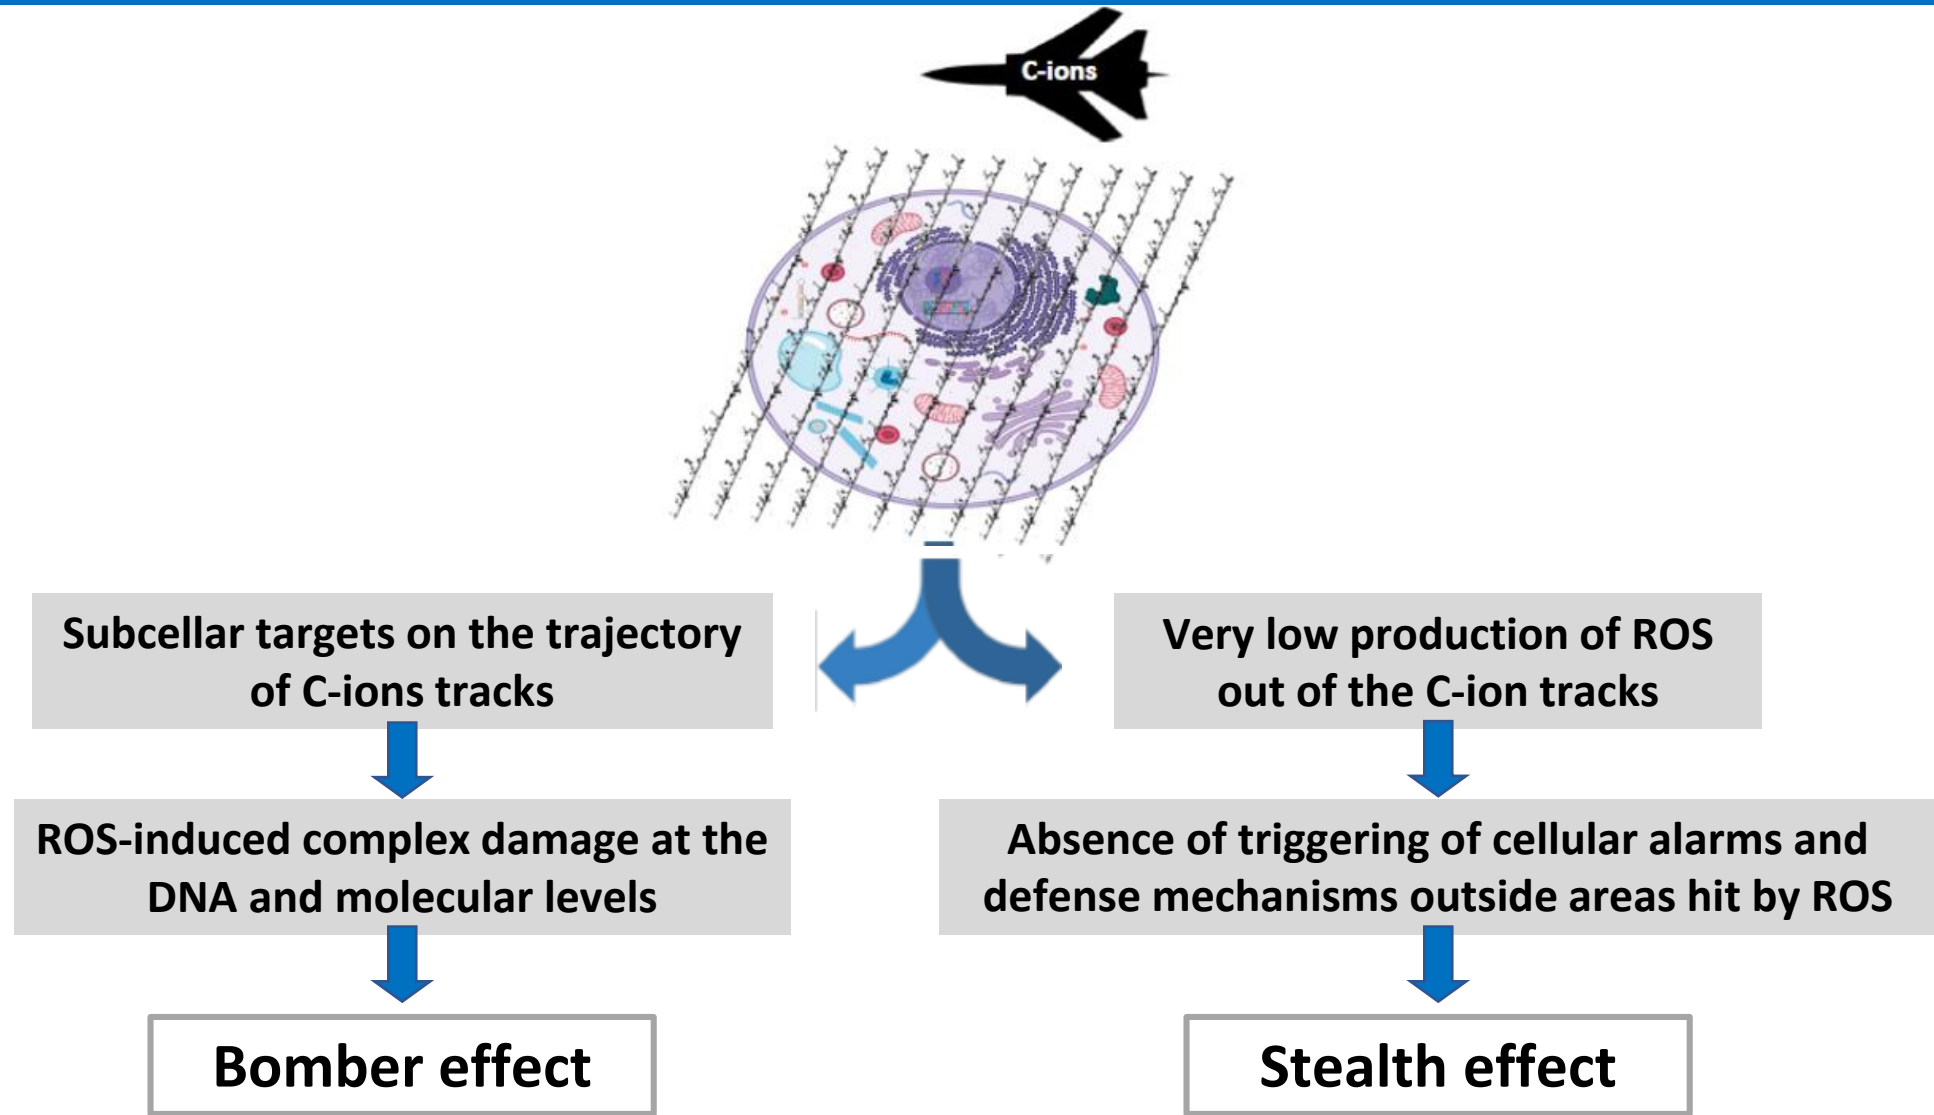 C-ions
Subcellar targets on the trajectory
of C-ions tracks
Very low production of ROS
out of the C-ion tracks
ROS-induced complex damage at the
DNA and molecular levels
Absence of triggering of cellular alarms and
defense mechanisms outside areas hit by ROS
Bomber effect
Stealth effect